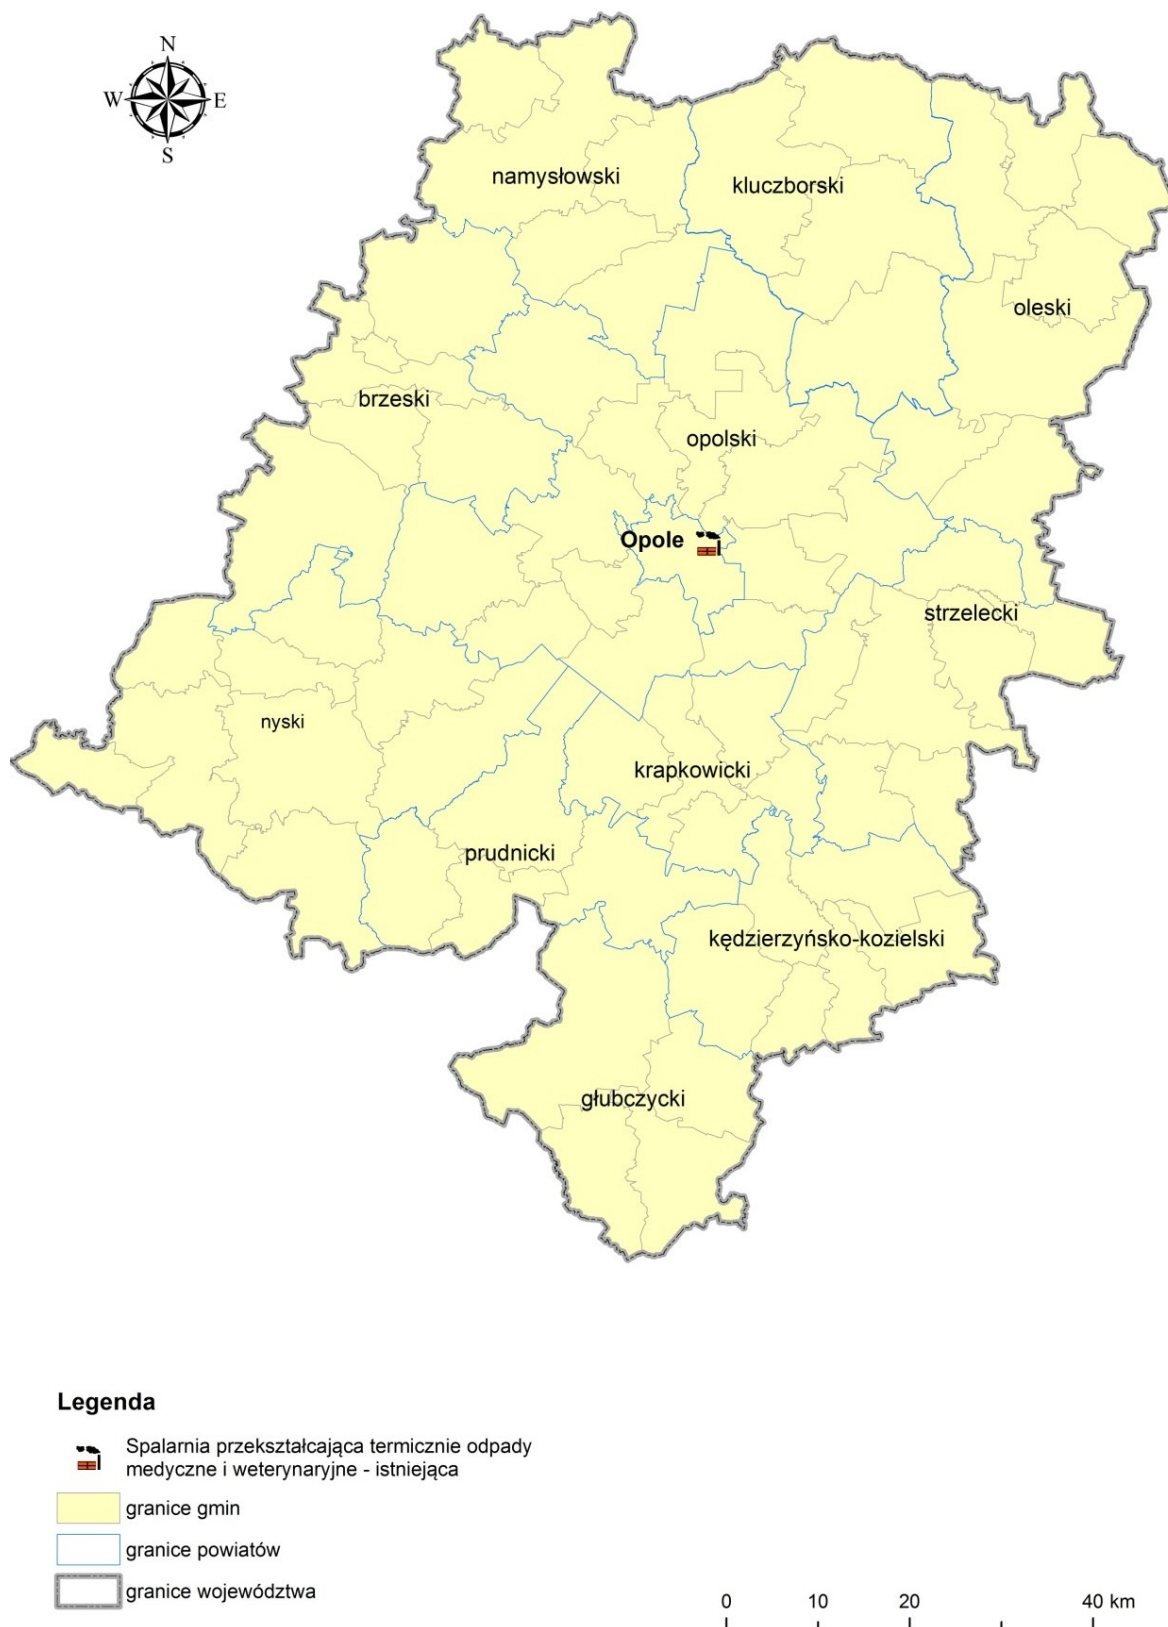 N
W E
S
namysłowski
kluczborski
oleski
brzeski
opolski
Opole
strzelecki
nyski
krapkowicki
prudnicki
kędzierzyńsko-kozielski
głubczycki
Legenda
Spalarnia przekształcająca termicznie odpady
medyczne i weterynaryjne - istniejąca
granice gmin
granice powiatów
granice województwa
0 10 20 40 km